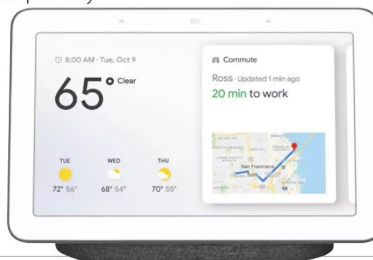 8:00 AM · Tue, Oct 9
65° Clear
TUE
WED
THU
72° 56°
68° 54°
70° 55°
Commute
Ross · Updated 1 min ago
20 min to work
San Francisco